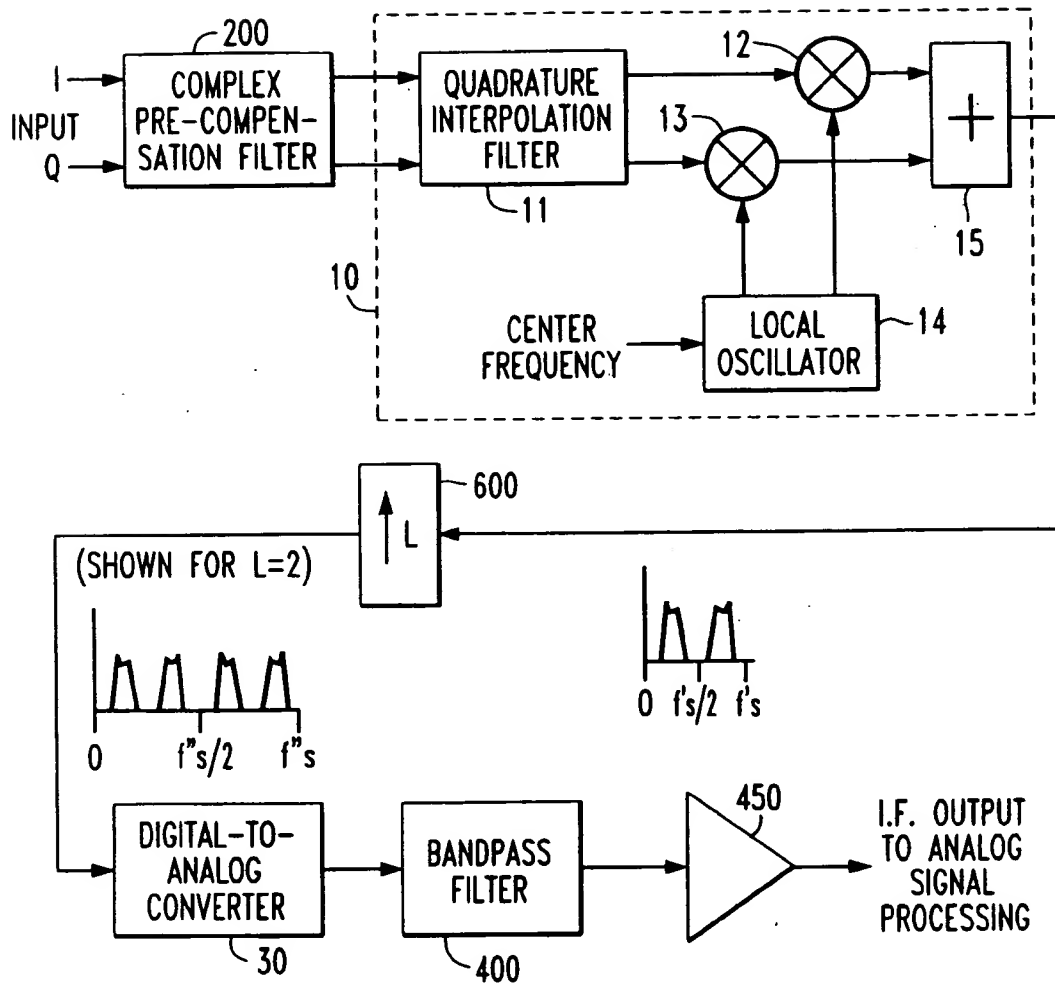 200
I
INPUT
Q
COMPLEX
PRE-COMPEN-
SATION FILTER
QUADRATURE
INTERPOLATION
FILTER
11
12
13
+
15
10
CENTER
FREQUENCY
LOCAL
OSCILLATOR
14
600
L
(SHOWN FOR L=2)
0
f's/2
f's
0
f"s/2
f"s
DIGITAL-TO-
ANALOG
CONVERTER
30
BANDPASS
FILTER
400
450
I.F. OUTPUT
TO ANALOG
SIGNAL
PROCESSING